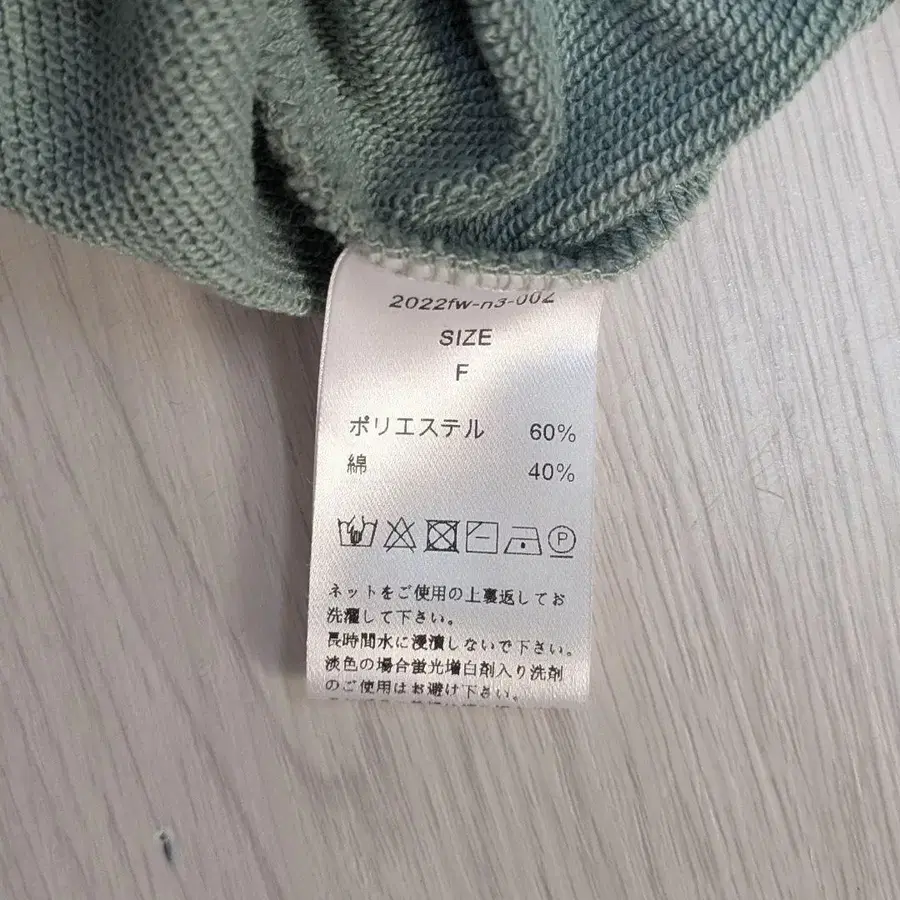 2022fw-n3-002
SIZE
F
ポリエステル 60%
綿 40%
P
ネットをご使用の上裏返してお
洗濯して下さい。
長時間水に浸漬しないで下さい。
淡色の場合蛍光増白剤入り洗剤
のご使用はお避け下さい。